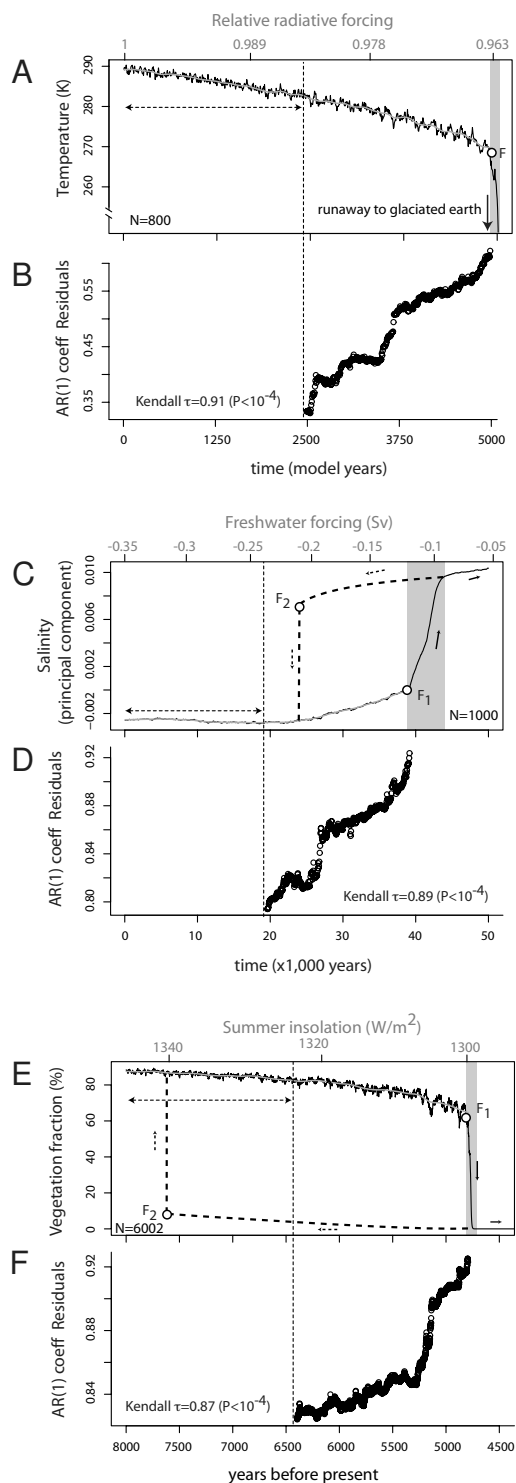 Relative radiative forcing
1 0.989 0.978 0.963
A
Temperature (K)
290
280
270
260
F
runaway to glaciated earth
N=800
B
AR(1) coeff Residuals
0.55
0.45
0.35
Kendall τ=0.91 (P<10⁻⁴)
0 1250 2500 3750 5000
time (model years)
Freshwater forcing (Sv)
-0.35 -0.3 -0.25 -0.2 -0.15 -0.1 -0.05
C
Salinity
(principal component)
0.010
0.006
0.002
−0.002
F₂
F₁
N=1000
D
AR(1) coeff Residuals
0.92
0.88
0.84
0.80
Kendall τ=0.89 (P<10⁻⁴)
0 10 20 30 40 50
time (x1,000 years)
Summer insolation (W/m²)
1340 1320 1300
E
Vegetation fraction (%)
80
60
40
20
0
F₁
F₂
N=6002
F
AR(1) coeff Residuals
0.92
0.88
0.84
Kendall τ=0.87 (P<10⁻⁴)
8000 7500 7000 6500 6000 5500 5000 4500
years before present